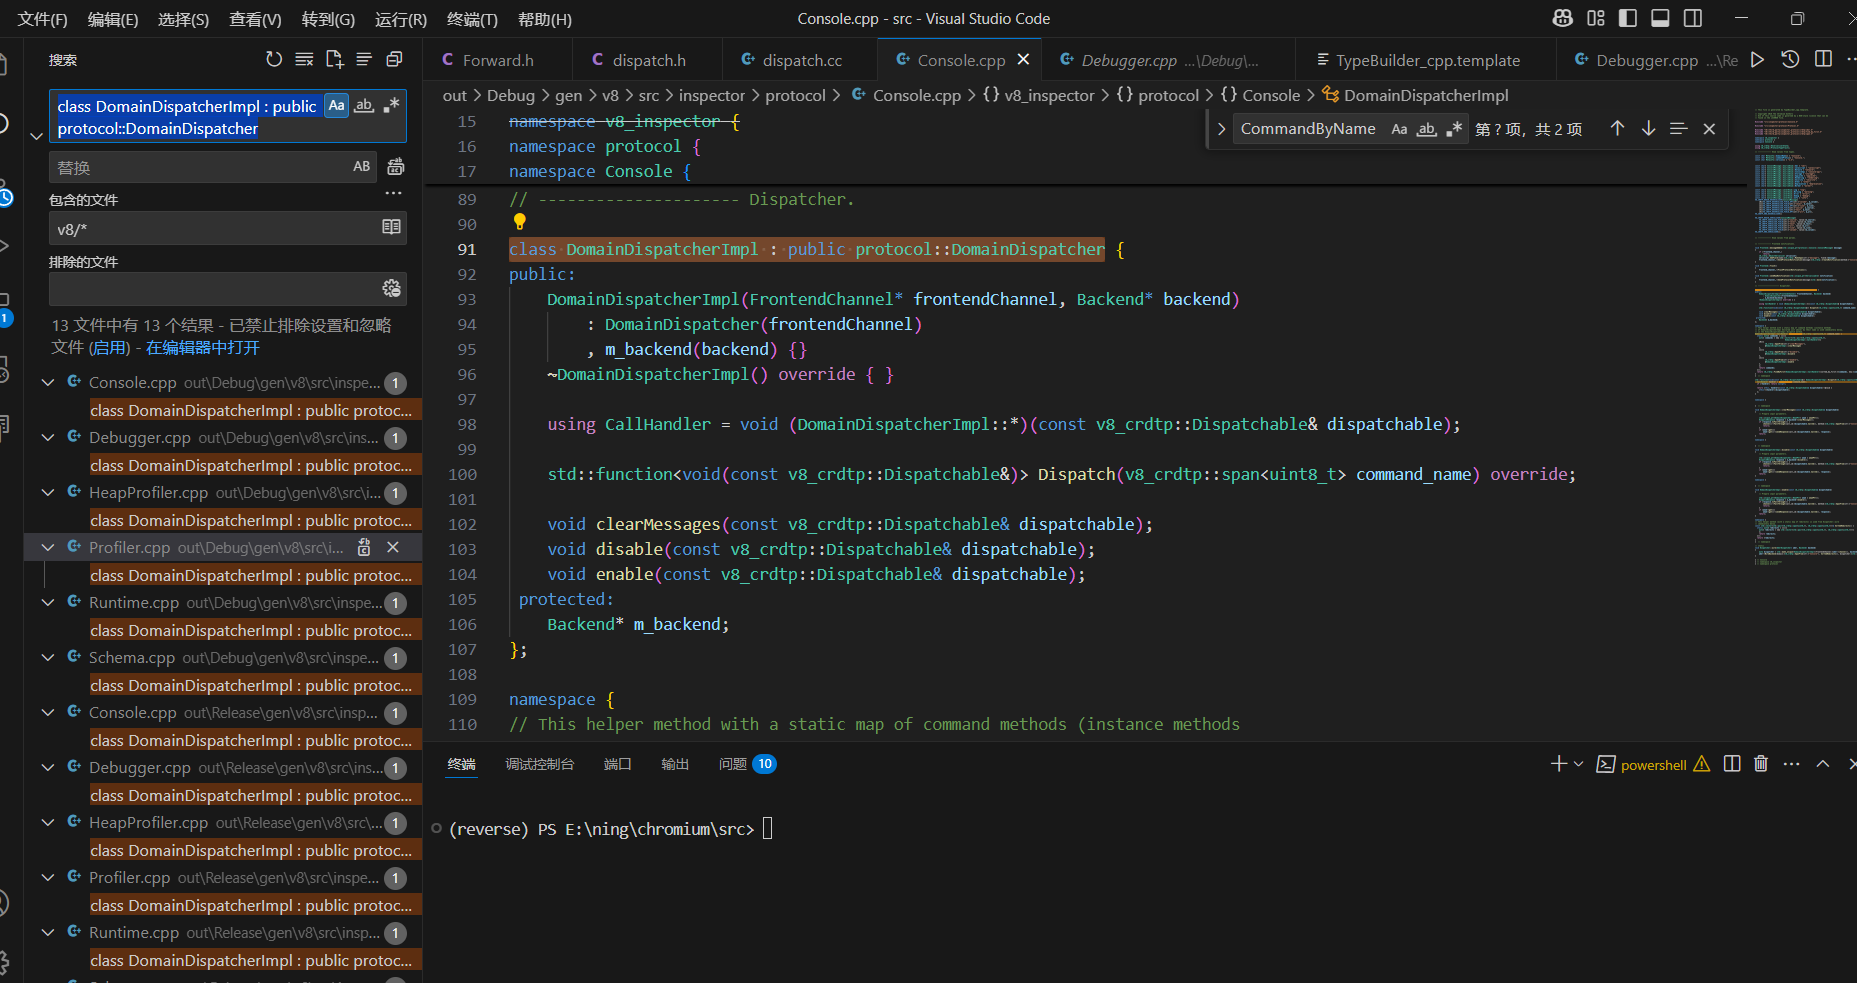 文件(F) 编辑(E) 选择(S) 查看(V) 转到(G) 运行(R) 终端(T) 帮助(H) Console.cpp - src - Visual Studio Code
搜索
class DomainDispatcherImpl : public Aa ab .*
protocol::DomainDispatcher
替换 AB
包含的文件
v8/*
排除的文件
13 文件中有 13 个结果 - 已禁止排除设置和忽略
文件 (启用) - 在编辑器中打开
Console.cpp out\Debug\gen\v8\src\inspe... 1
class DomainDispatcherImpl : public protoc...
Debugger.cpp out\Debug\gen\v8\src\ins... 1
class DomainDispatcherImpl : public protoc...
HeapProfiler.cpp out\Debug\gen\v8\src\i... 1
class DomainDispatcherImpl : public protoc...
Profiler.cpp out\Debug\gen\v8\src\i...
class DomainDispatcherImpl : public protoc...
Runtime.cpp out\Debug\gen\v8\src\inspe... 1
class DomainDispatcherImpl : public protoc...
Schema.cpp out\Debug\gen\v8\src\inspe... 1
class DomainDispatcherImpl : public protoc...
Console.cpp out\Release\gen\v8\src\insp... 1
class DomainDispatcherImpl : public protoc...
Debugger.cpp out\Release\gen\v8\src\ins... 1
class DomainDispatcherImpl : public protoc...
HeapProfiler.cpp out\Release\gen\v8\src\... 1
class DomainDispatcherImpl : public protoc...
Profiler.cpp out\Release\gen\v8\src\inspe... 1
class DomainDispatcherImpl : public protoc...
Runtime.cpp out\Release\gen\v8\src\insp... 1
class DomainDispatcherImpl : public protoc...
1
Forward.h dispatch.h dispatch.cc Console.cpp Debugger.cpp ...\Debug\... TypeBuilder_cpp.template Debugger.cpp ...\Re
out > Debug > gen > v8 > src > inspector > protocol > Console.cpp > {} v8_inspector > {} protocol > {} Console > DomainDispatcherImpl
CommandByName Aa ab .* 第 ? 项，共 2 项
15 namespace v8_inspector {
16 namespace protocol {
17 namespace Console {
89 // --------------------- Dispatcher.
90
91 class DomainDispatcherImpl : public protocol::DomainDispatcher {
92 public:
93 DomainDispatcherImpl(FrontendChannel* frontendChannel, Backend* backend)
94 : DomainDispatcher(frontendChannel)
95 , m_backend(backend) {}
96 ~DomainDispatcherImpl() override { }
97
98 using CallHandler = void (DomainDispatcherImpl::*)(const v8_crdtp::Dispatchable& dispatchable);
99
100 std::function<void(const v8_crdtp::Dispatchable&)> Dispatch(v8_crdtp::span<uint8_t> command_name) override;
101
102 void clearMessages(const v8_crdtp::Dispatchable& dispatchable);
103 void disable(const v8_crdtp::Dispatchable& dispatchable);
104 void enable(const v8_crdtp::Dispatchable& dispatchable);
105 protected:
106 Backend* m_backend;
107 };
108
109 namespace {
110 // This helper method with a static map of command methods (instance methods
终端 调试控制台 端口 输出 问题 10 powershell
(reverse) PS E:\ning\chromium\src>